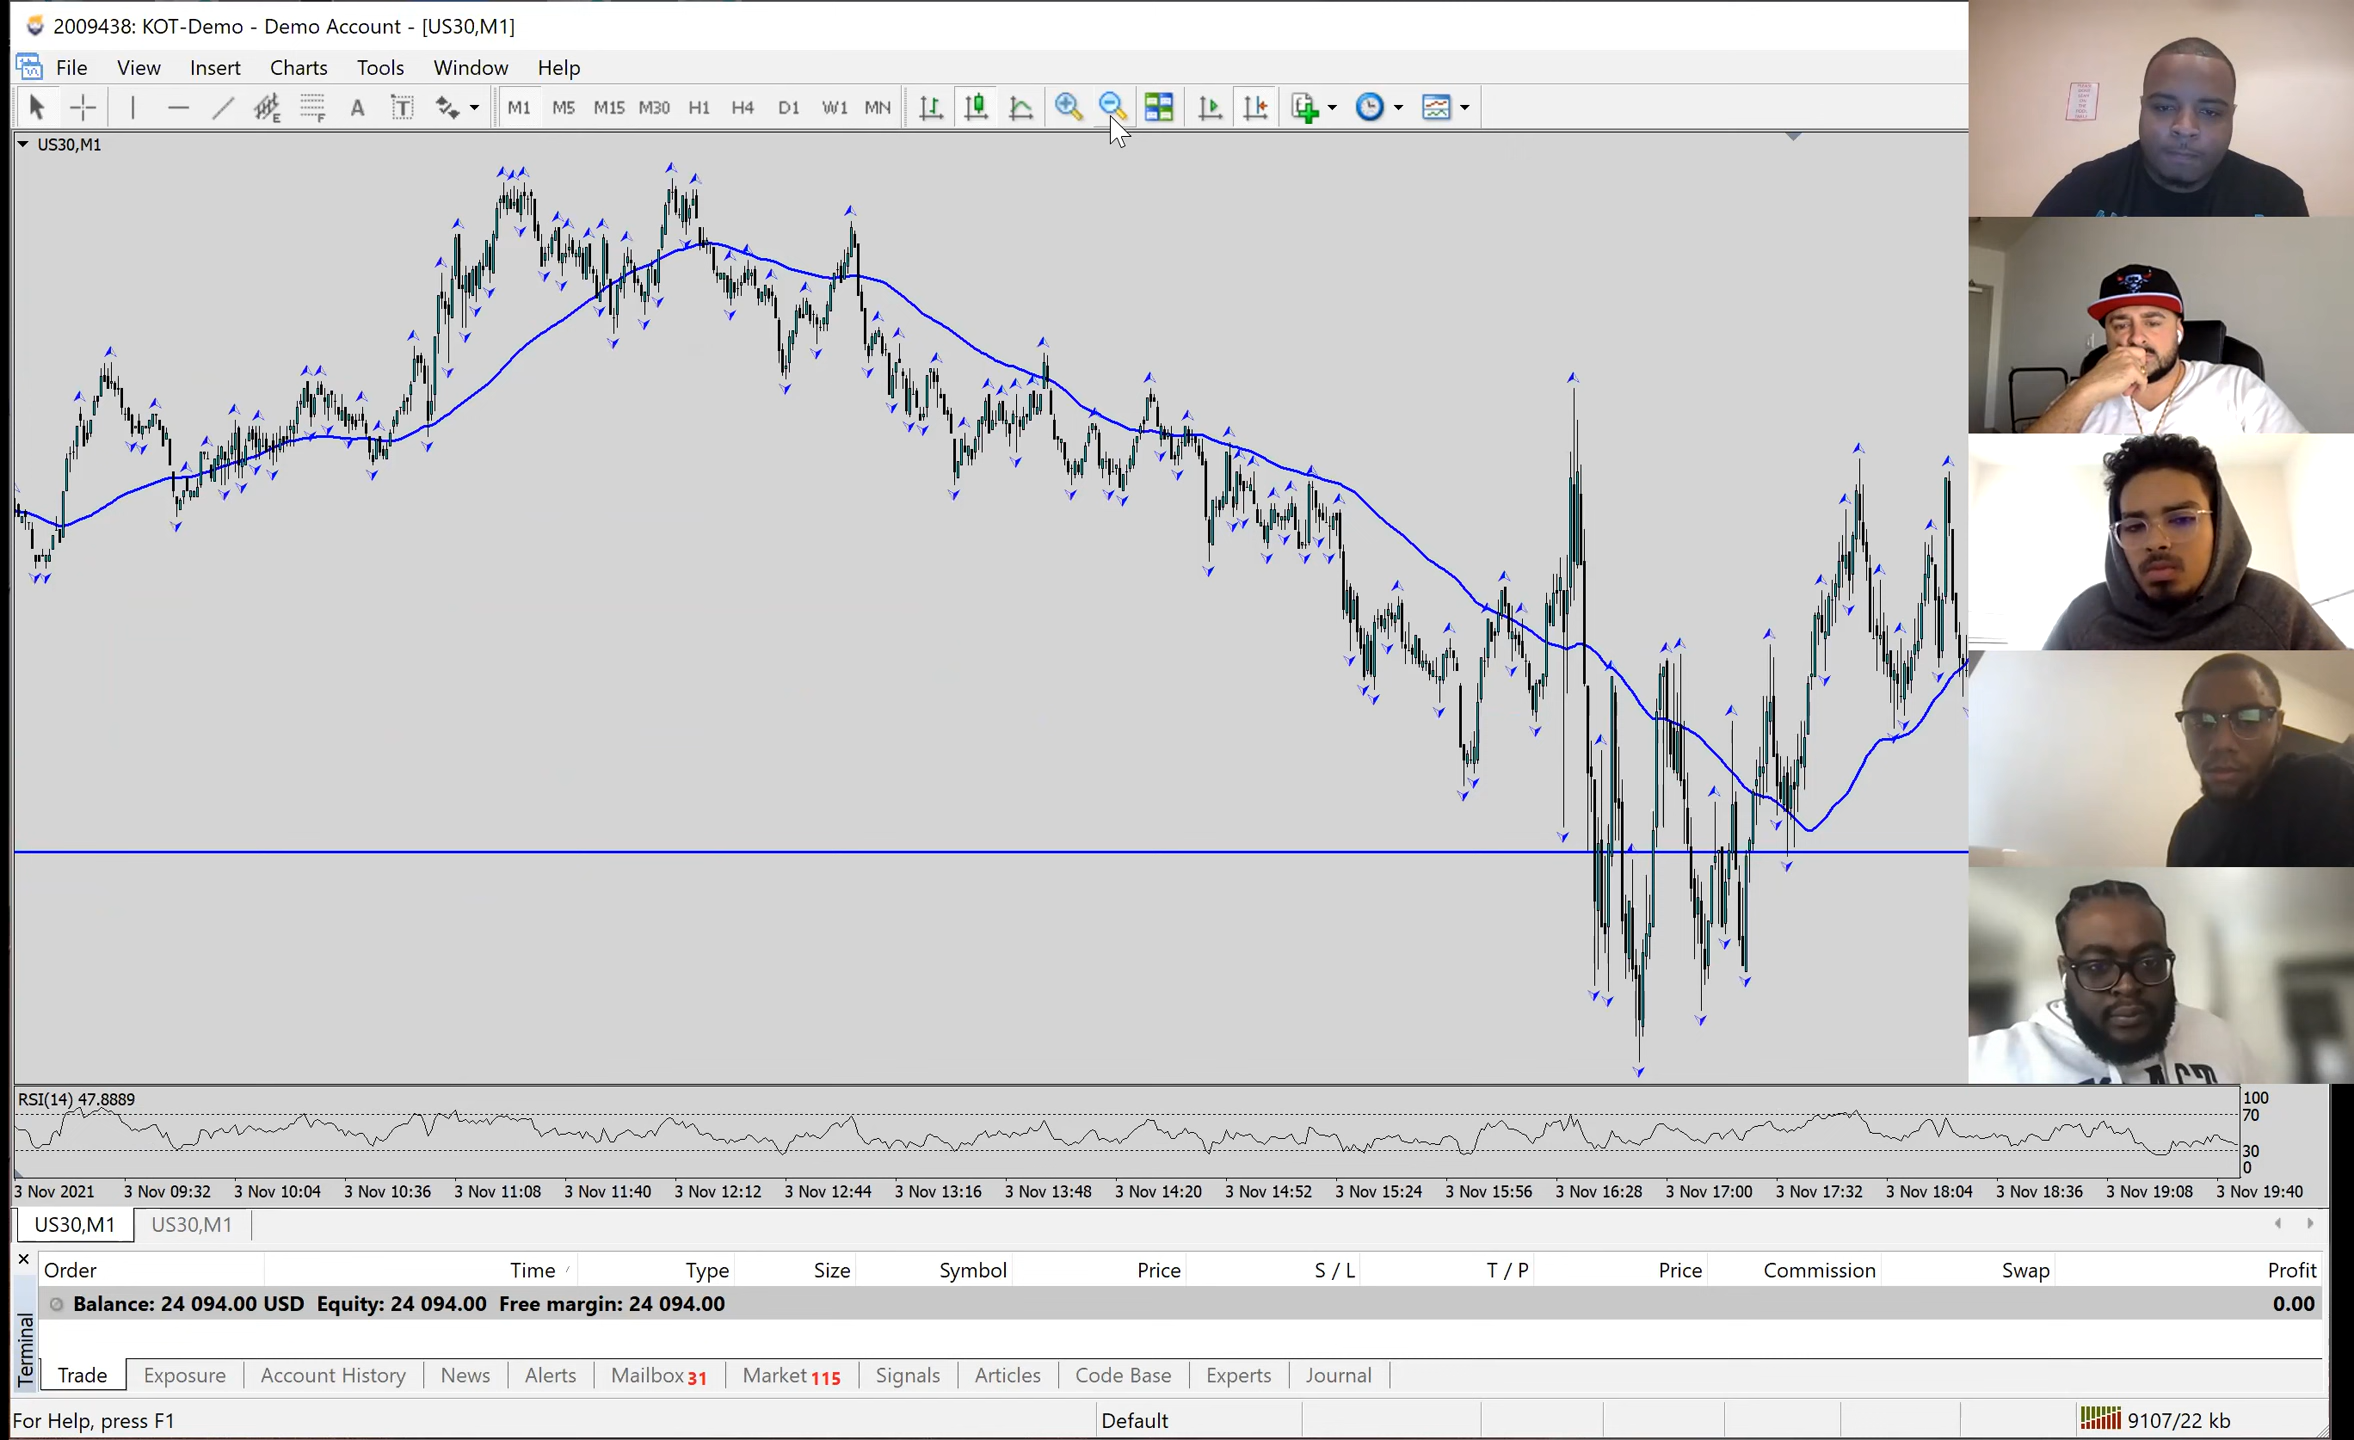 2009438: KOT-Demo - Demo Account - [US30,M1]
File View Insert Charts Tools Window Help
E F A T M1 M5 M15 M30 H1 H4 D1 W1 MN
US30,M1
RSI(14) 47.8889
100
70
30
0
3 Nov 2021 3 Nov 09:32 3 Nov 10:04 3 Nov 10:36 3 Nov 11:08 3 Nov 11:40 3 Nov 12:12 3 Nov 12:44 3 Nov 13:16 3 Nov 13:48 3 Nov 14:20 3 Nov 14:52 3 Nov 15:24 3 Nov 15:56 3 Nov 16:28 3 Nov 17:00 3 Nov 17:32 3 Nov 18:04 3 Nov 18:36 3 Nov 19:08 3 Nov 19:40
US30,M1 US30,M1
Order Time Type Size Symbol Price S / L T / P Price Commission Swap Profit
Balance: 24 094.00 USD Equity: 24 094.00 Free margin: 24 094.00 0.00
Terminal
Trade Exposure Account History News Alerts Mailbox 31 Market 115 Signals Articles Code Base Experts Journal
For Help, press F1 Default 9107/22 kb